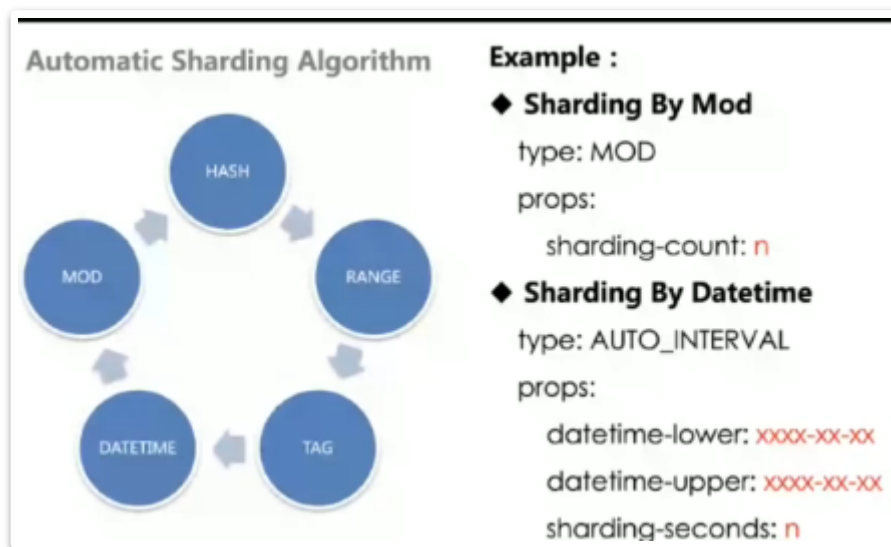 Automatic Sharding Algorithm
HASH
RANGE
TAG
DATETIME
MOD
Example :
◆ Sharding By Mod
type: MOD
props:
sharding-count: n
◆ Sharding By Datetime
type: AUTO_INTERVAL
props:
datetime-lower: xxxx-xx-xx
datetime-upper: xxxx-xx-xx
sharding-seconds: n